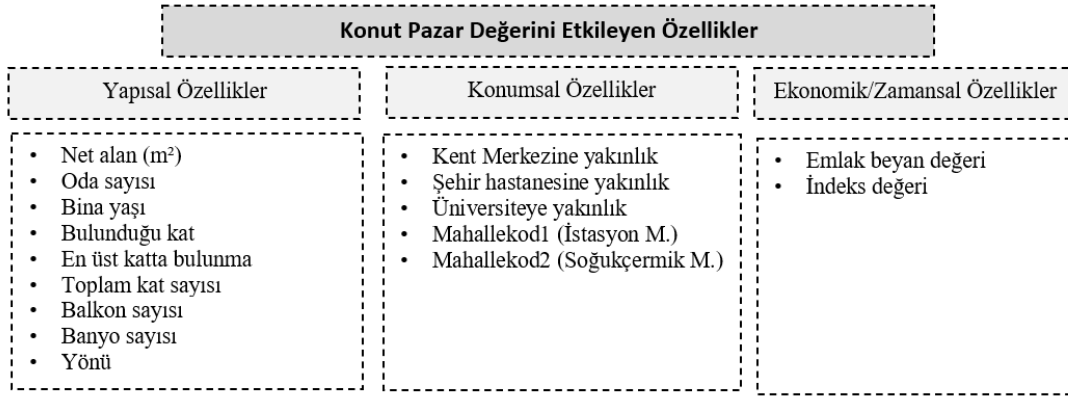 Konut Pazar Değerini Etkileyen Özellikler
Yapısal Özellikler
• Net alan (m²)
• Oda sayısı
• Bina yaşı
• Bulunduğu kat
• En üst katta bulunma
• Toplam kat sayısı
• Balkon sayısı
• Banyo sayısı
• Yönü
Konumsal Özellikler
• Kent Merkezine yakınlık
• Şehir hastanesine yakınlık
• Üniversiteye yakınlık
• Mahallekod1 (İstasyon M.)
• Mahallekod2 (Soğukçermik M.)
Ekonomik/Zamansal Özellikler
• Emlak beyan değeri
• İndeks değeri